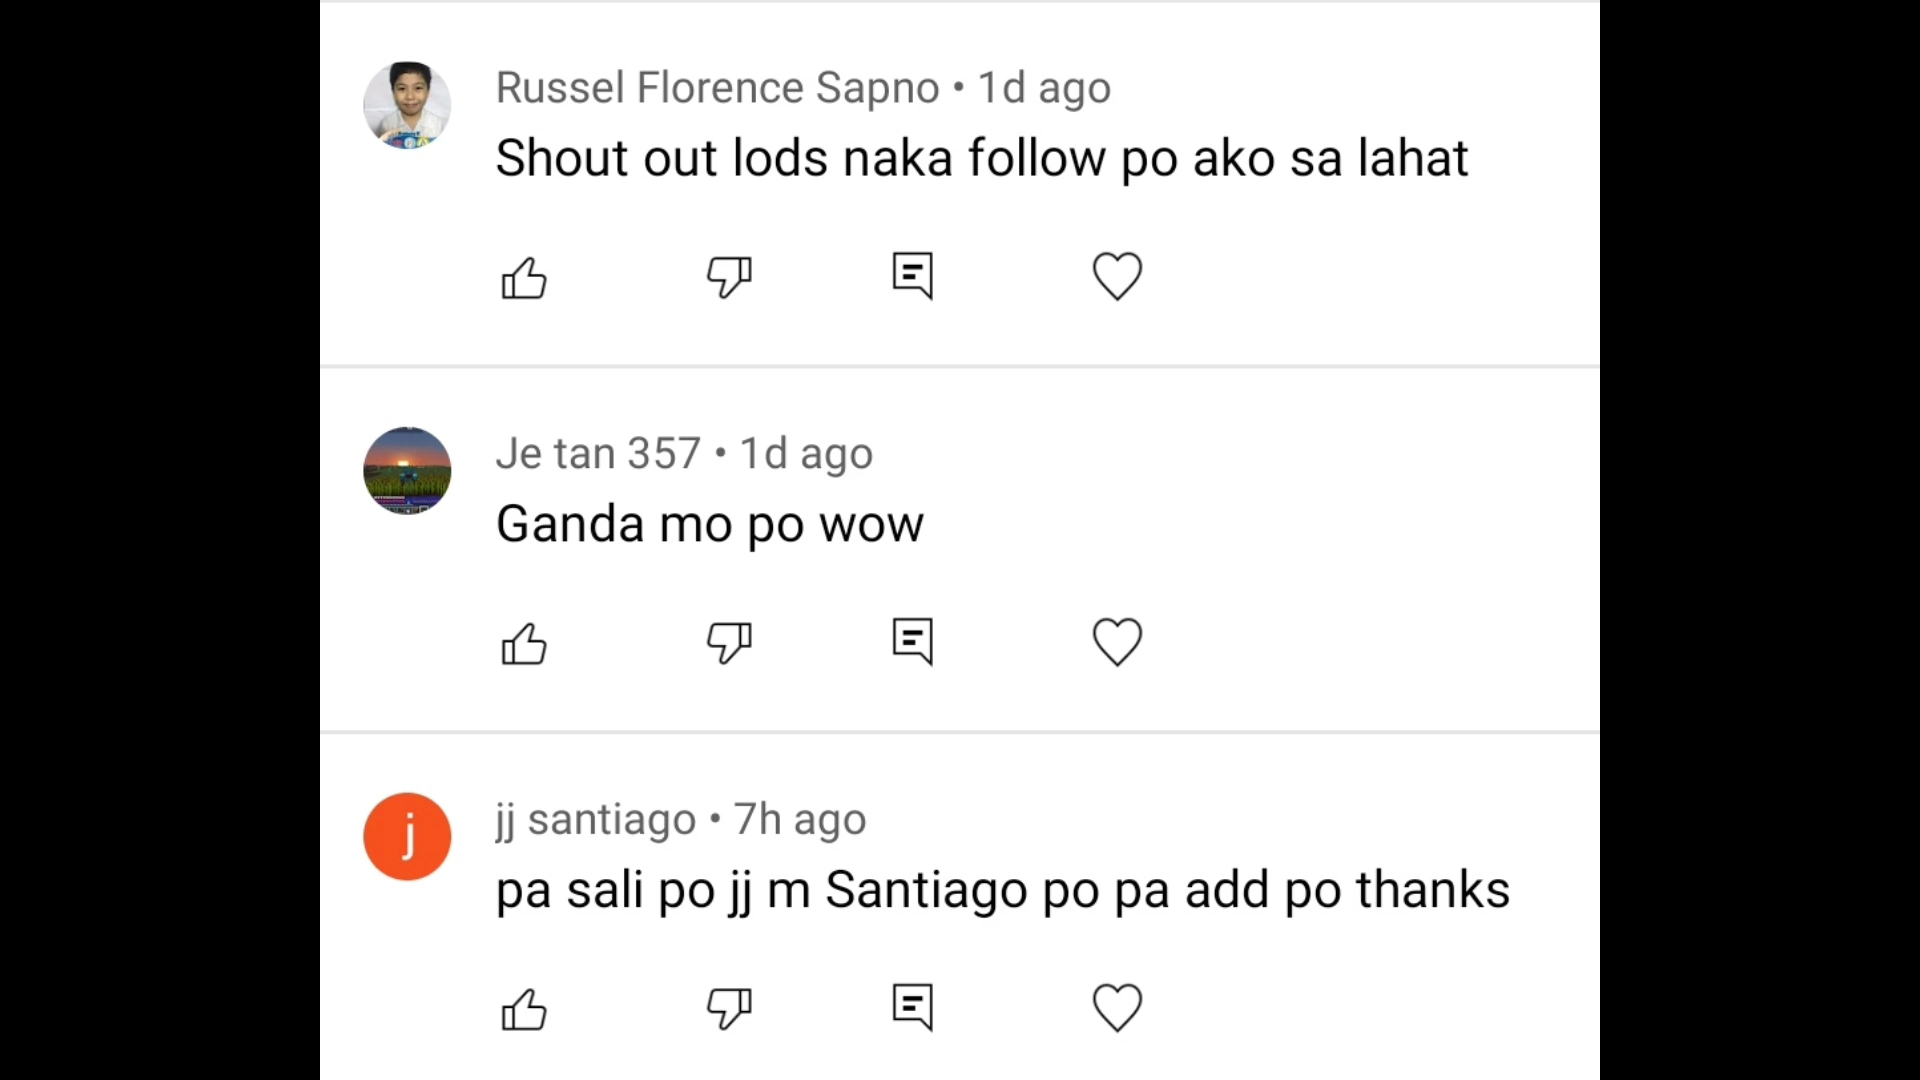 Russel Florence Sapno • 1d ago
Shout out lods naka follow po ako sa lahat
Je tan 357 • 1d ago
Ganda mo po wow
j
jj santiago • 7h ago
pa sali po jj m Santiago po pa add po thanks